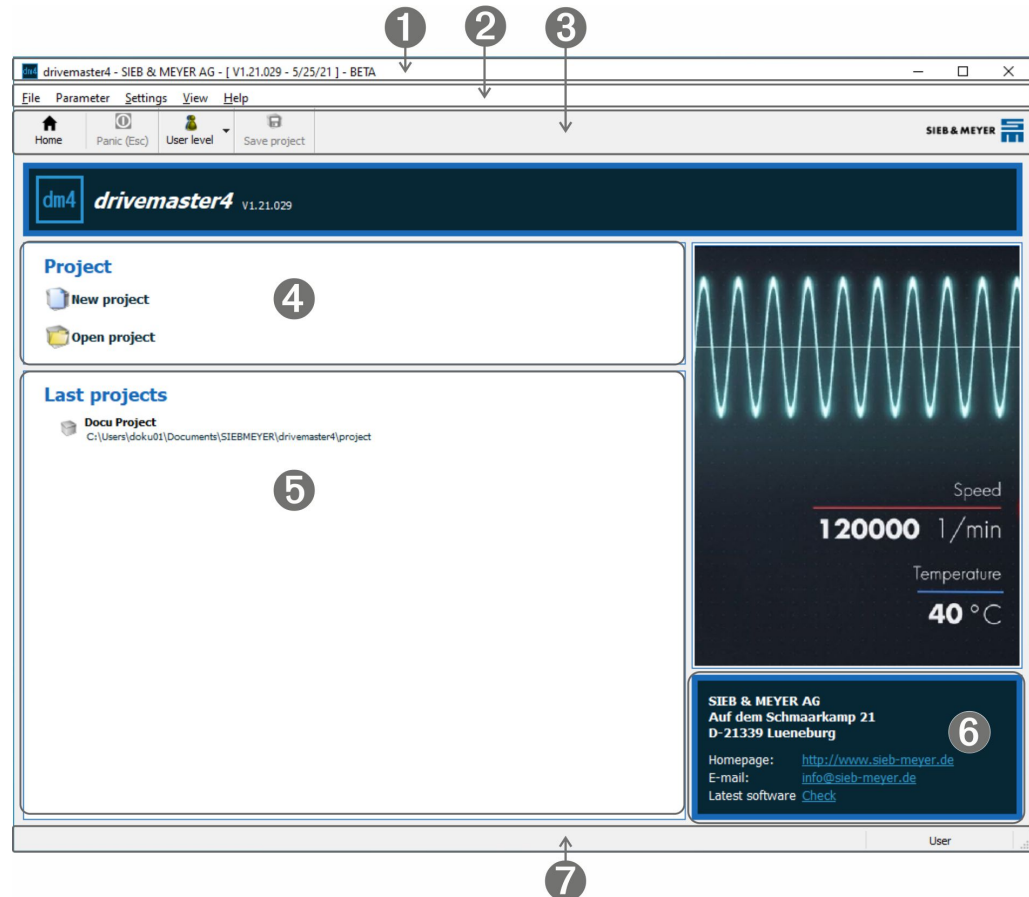 1 2 3
dm4 drivemaster4 - SIEB & MEYER AG - [ V1.21.029 - 5/25/21 ] - BETA
File Parameter Settings View Help
Home Panic (Esc) User level Save project SIEB & MEYER
dm4 drivemaster4 V1.21.029
Project
New project
4
Open project
Last projects
Docu Project
C:\Users\doku01\Documents\SIEBMEYER\drivemaster4\project
5
Speed
120000 1/min
Temperature
40 °C
SIEB & MEYER AG
Auf dem Schmaarkamp 21
D-21339 Lueneburg
6
Homepage: http://www.sieb-meyer.de
E-mail: info@sieb-meyer.de
Latest software Check
User
7